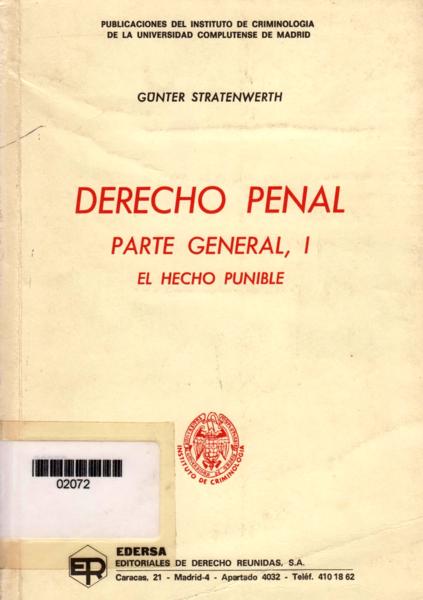 PUBLICACIONES DEL INSTITUTO DE CRIMINOLOGIA
DE LA UNIVERSIDAD COMPLUTENSE DE MADRID
GÜNTER STRATENWERTH
DERECHO PENAL
PARTE GENERAL, I
EL HECHO PUNIBLE
INSTITUTO DE CRIMINOLOGIA
02072
ER
EDERSA
EDITORIALES DE DERECHO REUNIDAS, S.A.
Caracas, 21 - Madrid-4 - Apartado 4032 - Teléf. 410 18 62